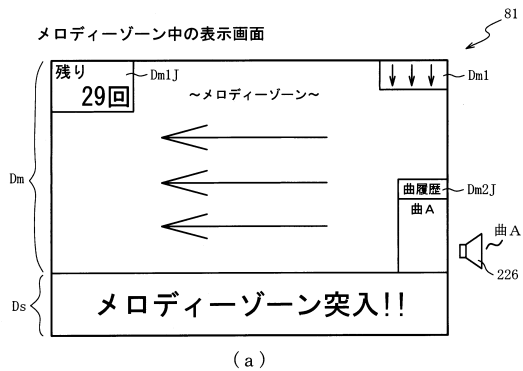 81
メロディーゾーン中の表示画面
残り
29回
Dm1J
～メロディーゾーン～
Dm1
Dm
曲履歴
Dm2J
曲A
曲A
226
Ds
メロディーゾーン突入!!
(a)